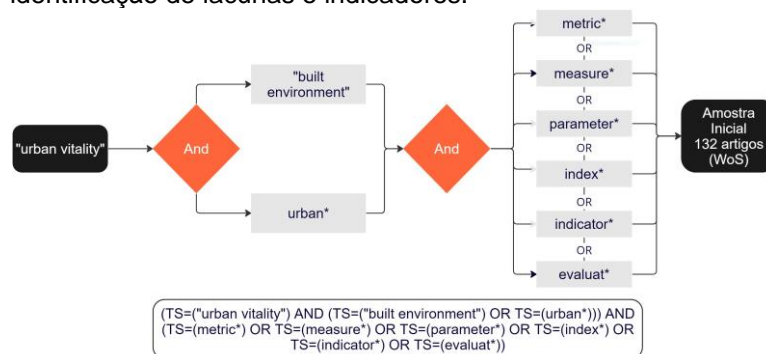 identificação de lacunas e indicadores.
"urban vitality"
And
"built
environment"
urban*
And
metric*
OR
measure*
OR
parameter*
OR
index*
OR
indicator*
OR
evaluat*
Amostra
Inicial
132 artigos
(WoS)
(TS=("urban vitality") AND (TS=("built environment") OR TS=(urban*))) AND
(TS=(metric*) OR TS=(measure*) OR TS=(parameter*) OR TS=(index*) OR
TS=(indicator*) OR TS=(evaluat*))